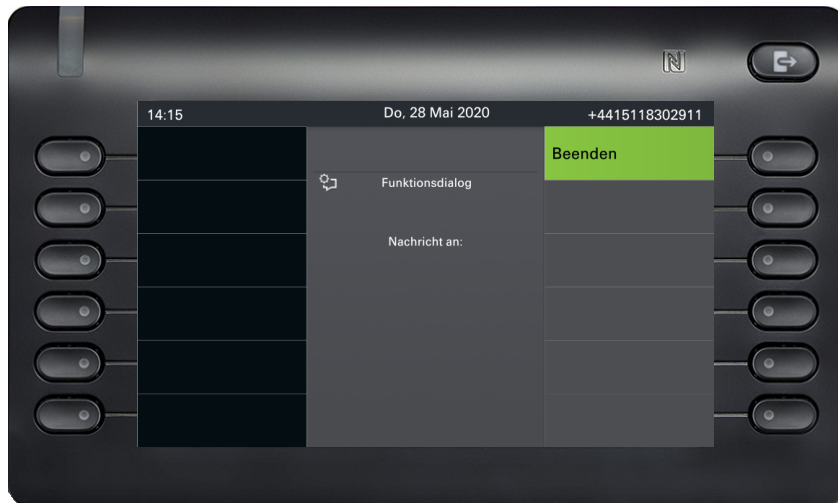 14:15
Do, 28 Mai 2020
+4415118302911
Beenden
Funktionsdialog
Nachricht an: